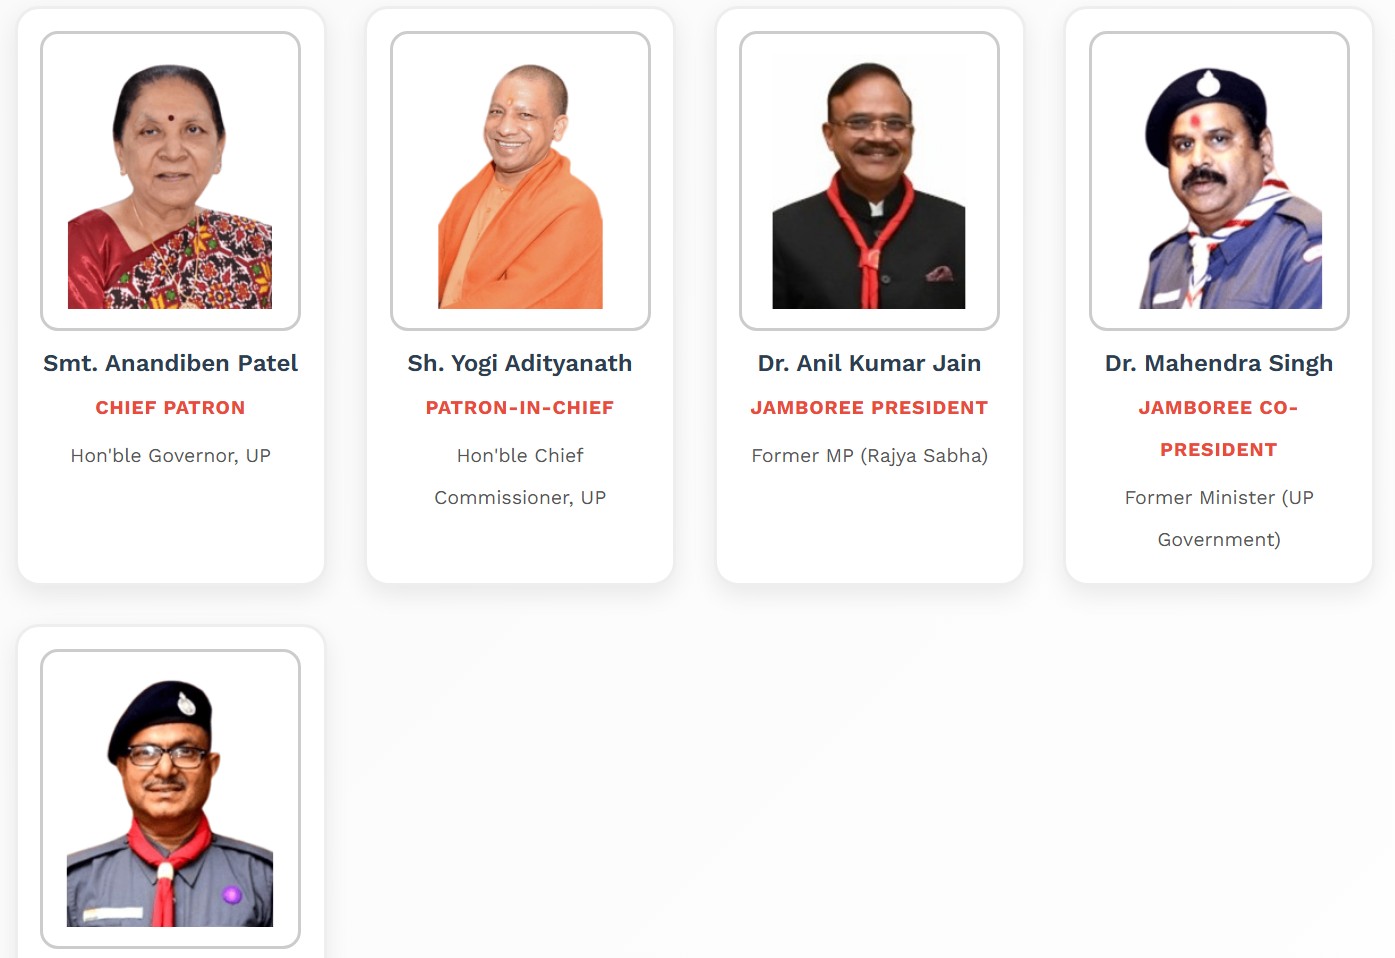 Smt. Anandiben Patel
CHIEF PATRON
Hon'ble Governor, UP
Sh. Yogi Adityanath
PATRON-IN-CHIEF
Hon'ble Chief
Commissioner, UP
Dr. Anil Kumar Jain
JAMBOREE PRESIDENT
Former MP (Rajya Sabha)
Dr. Mahendra Singh
JAMBOREE CO-
PRESIDENT
Former Minister (UP
Government)